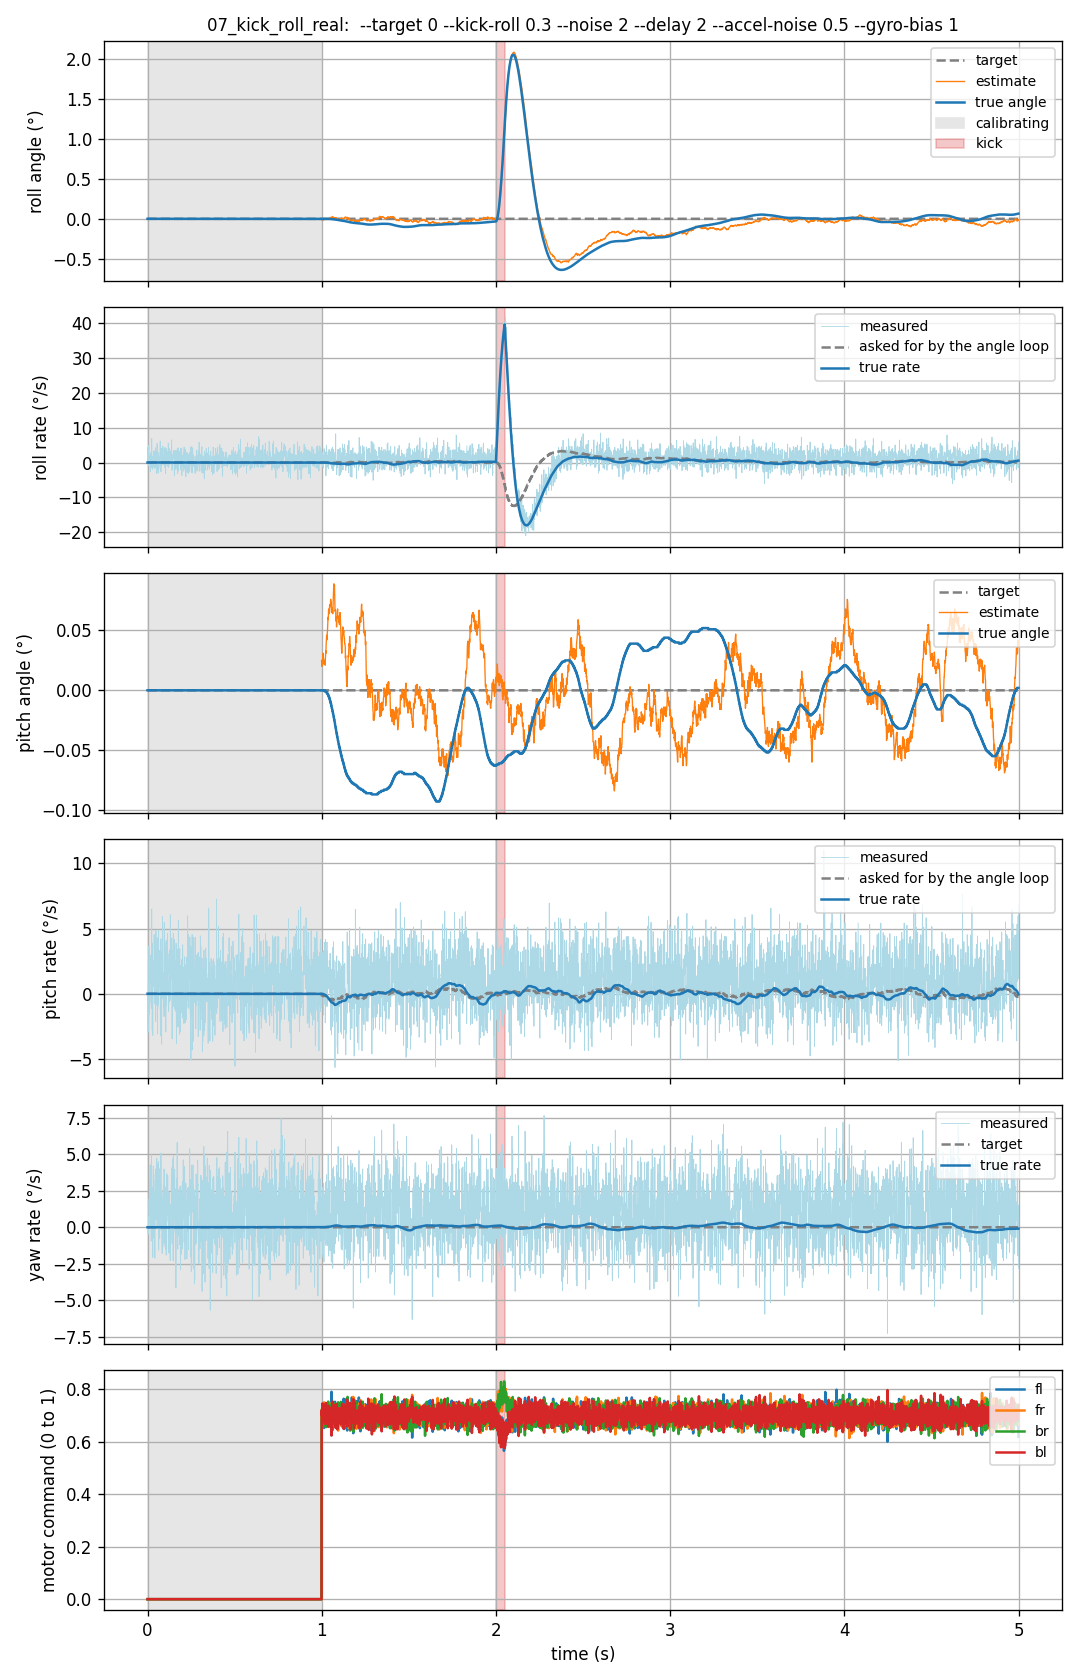 07_kick_roll_real:  --target 0 --kick-roll 0.3 --noise 2 --delay 2 --accel-noise 0.5 --gyro-bias 1
roll angle (°)
2.0
1.5
1.0
0.5
0.0
−0.5
target
estimate
true angle
calibrating
kick
roll rate (°/s)
40
30
20
10
0
−10
−20
measured
asked for by the angle loop
true rate
pitch angle (°)
0.05
0.00
−0.05
−0.10
target
estimate
true angle
pitch rate (°/s)
10
5
0
−5
measured
asked for by the angle loop
true rate
yaw rate (°/s)
7.5
5.0
2.5
0.0
−2.5
−5.0
−7.5
measured
target
true rate
motor command (0 to 1)
0.8
0.6
0.4
0.2
0.0
fl
fr
br
bl
0 1 2 3 4 5
time (s)